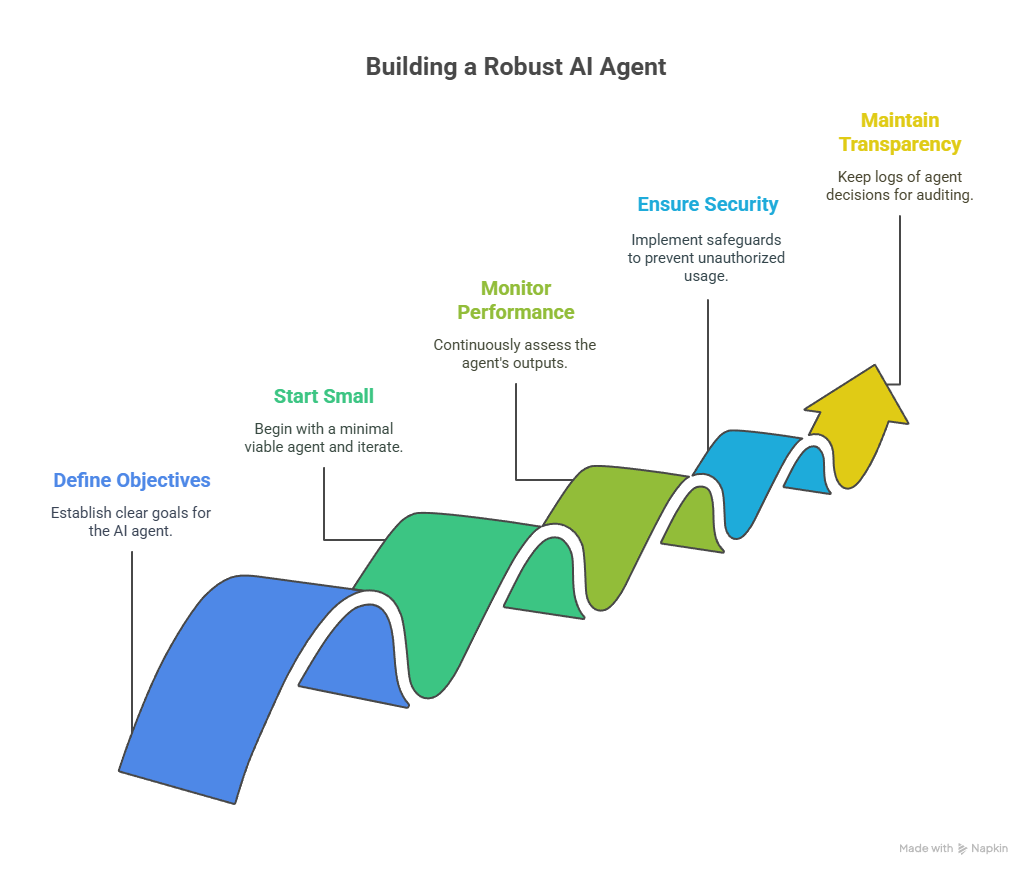 Building a Robust AI Agent
Maintain
Transparency
Keep logs of agent
decisions for auditing.
Ensure Security
Implement safeguards
to prevent unauthorized
usage.
Monitor
Performance
Continuously assess the
agent's outputs.
Start Small
Begin with a minimal
viable agent and iterate.
Define Objectives
Establish clear goals for
the AI agent.
Made with Napkin